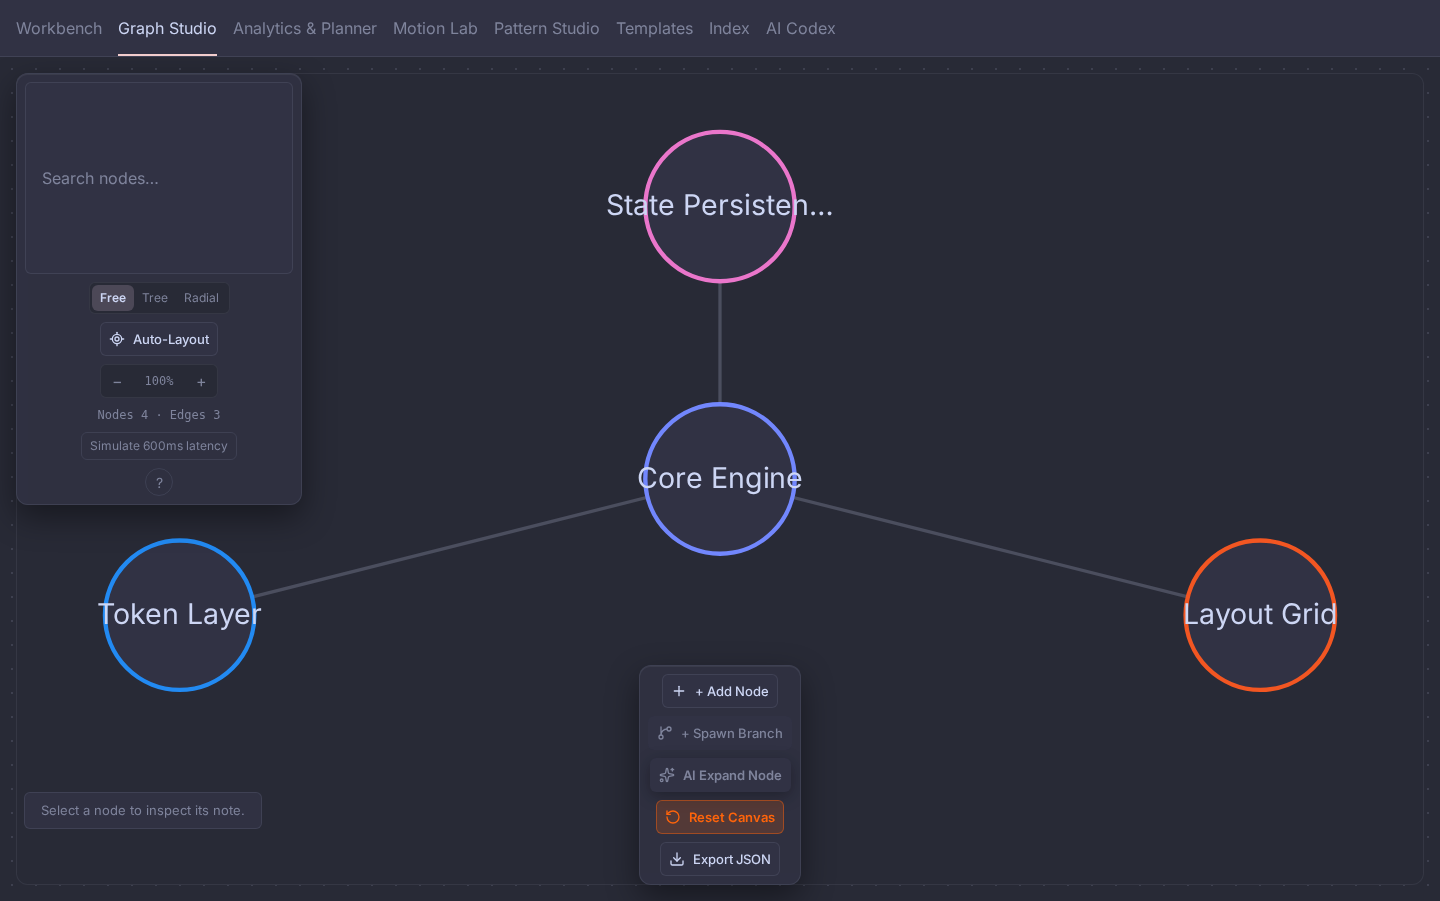 Workbench Graph Studio Analytics & Planner Motion Lab Pattern Studio Templates Index AI Codex
Search nodes...
Free Tree Radial
Auto-Layout
− 100% +
Nodes 4 · Edges 3
Simulate 600ms latency
?
State Persisten...
Core Engine
Token Layer
Layout Grid
+ Add Node
+ Spawn Branch
AI Expand Node
Reset Canvas
Export JSON
Select a node to inspect its note.